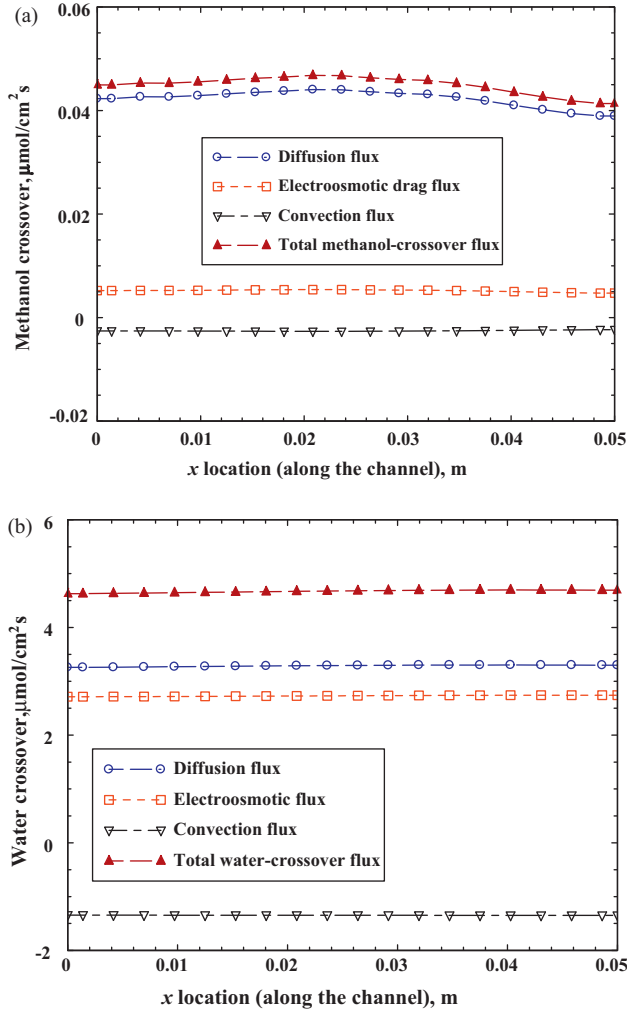 (a)
0.06
0.04
0.02
0
-0.02
Methanol crossover,μmol/cm²s
Diffusion flux
Electroosmotic drag flux
Convection flux
Total methanol-crossover flux
0 0.01 0.02 0.03 0.04 0.05
x location (along the channel), m
(b)
6
4
2
0
-2
Water crossover,μmol/cm²s
Diffusion flux
Electroosmotic flux
Convection flux
Total water-crossover flux
0 0.01 0.02 0.03 0.04 0.05
x location (along the channel), m